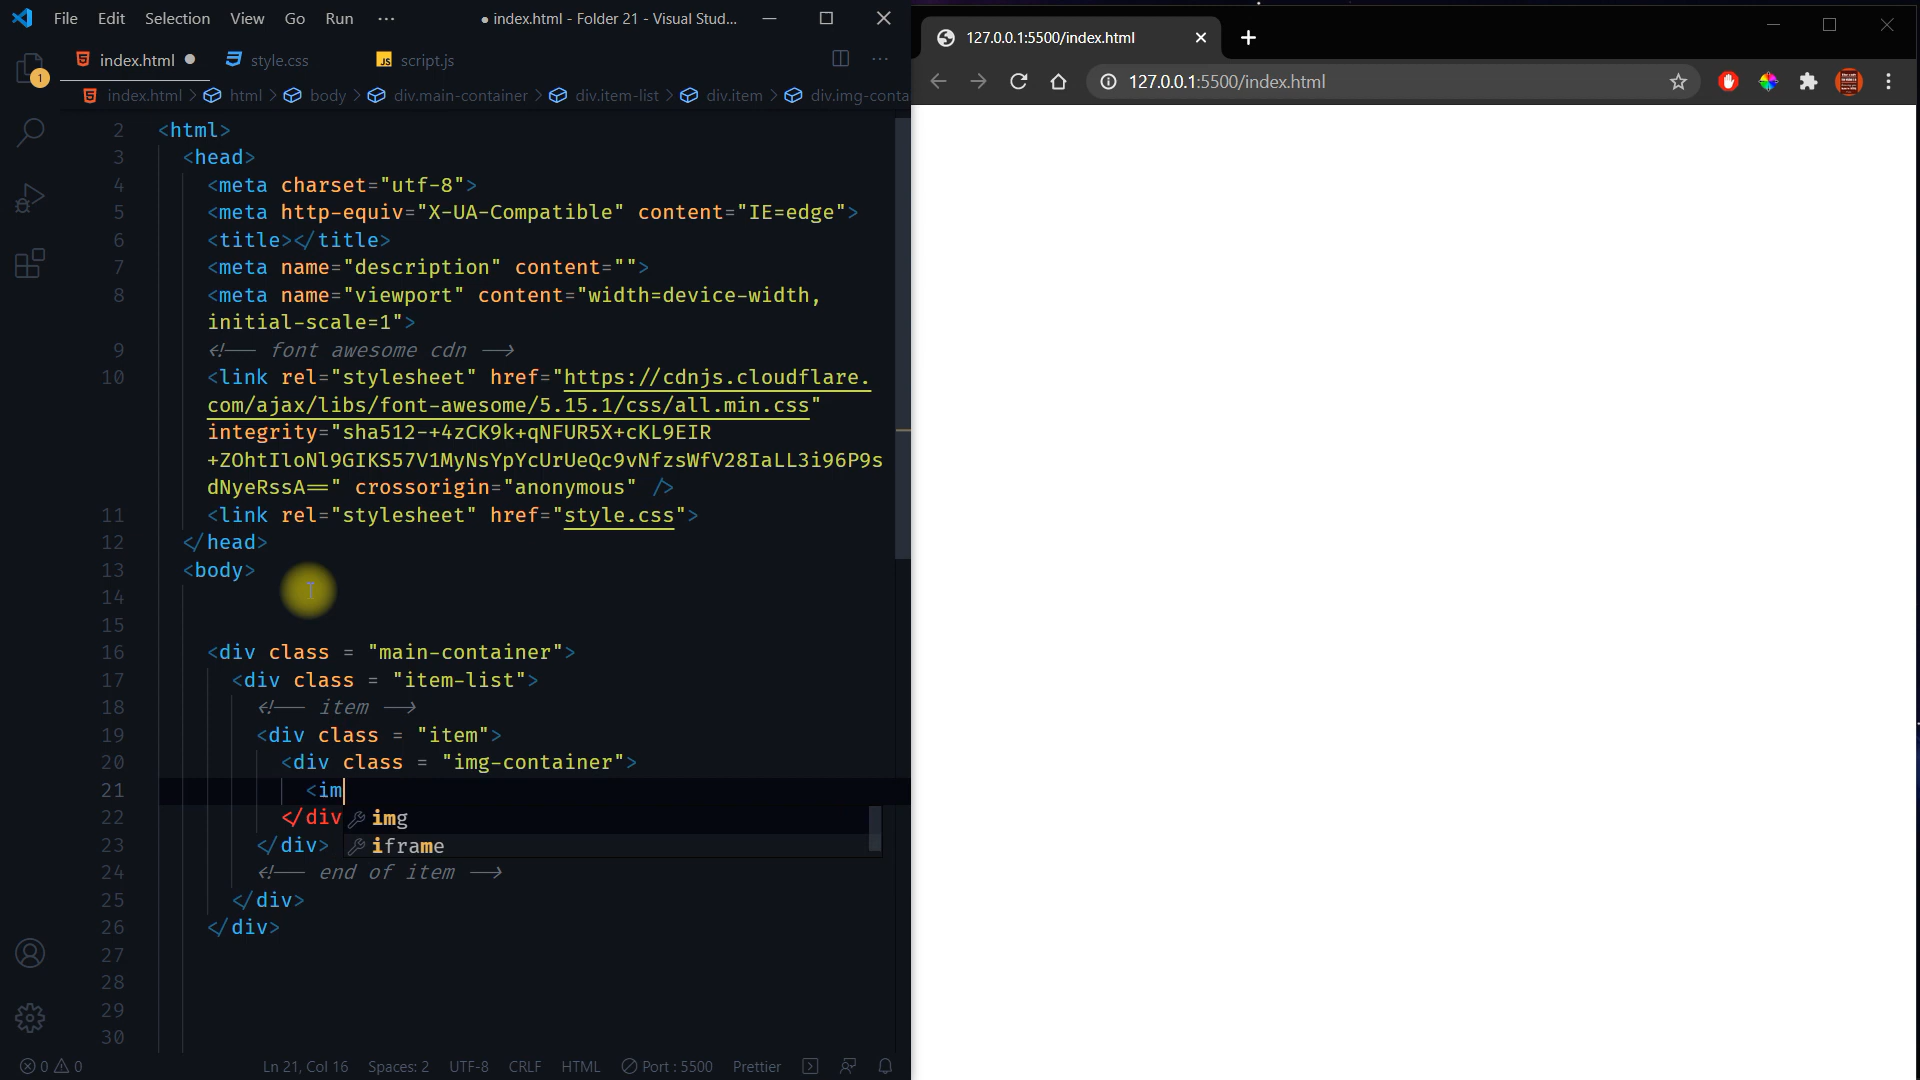 File Edit Selection View Go Run ··· ● index.html - Folder 21 - Visual Stud...
index.html ● style.css JS script.js ···
1
index.html > html > body > div.main-container > div.item-list > div.item > div.img-conta
2 <html>
3 <head>
4 <meta charset="utf-8">
5 <meta http-equiv="X-UA-Compatible" content="IE=edge">
6 <title></title>
7 <meta name="description" content="">
8 <meta name="viewport" content="width=device-width,
initial-scale=1">
9 <!-- font awesome cdn -->
10 <link rel="stylesheet" href="https://cdnjs.cloudflare.
com/ajax/libs/font-awesome/5.15.1/css/all.min.css"
integrity="sha512-+4zCK9k+qNFUR5X+cKL9EIR
+ZOhtIloNl9GIKS57V1MyNsYpYcUrUeQc9vNfzsWfV28IaLL3i96P9s
dNyeRssA==" crossorigin="anonymous" />
11 <link rel="stylesheet" href="style.css">
12 </head>
13 <body>
14
15
16 <div class = "main-container">
17 <div class = "item-list">
18 <!-- item -->
19 <div class = "item">
20 <div class = "img-container">
21 <im
22 </div img
23 </div> iframe
24 <!-- end of item -->
25 </div>
26 </div>
27
28
29
30
0 0 Ln 21, Col 16 Spaces: 2 UTF-8 CRLF HTML Port : 5500 Prettier
127.0.0.1:5500/index.html
127.0.0.1:5500/index.html